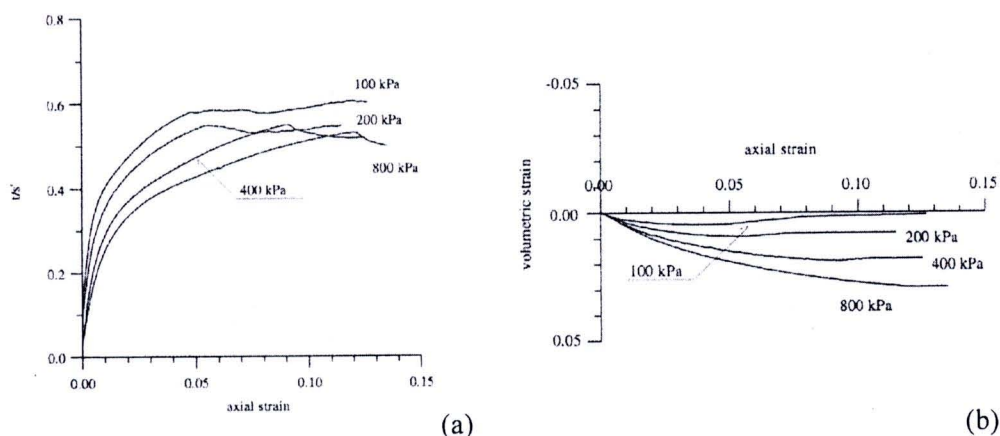 0.8
0.6
0.4
0.2
0.0
t/s'
100 kPa
200 kPa
800 kPa
400 kPa
0.00
0.05
0.10
0.15
axial strain
(a)
-0.05
0.00
0.05
volumetric strain
axial strain
0.00
0.05
0.10
0.15
200 kPa
400 kPa
100 kPa
800 kPa
(b)